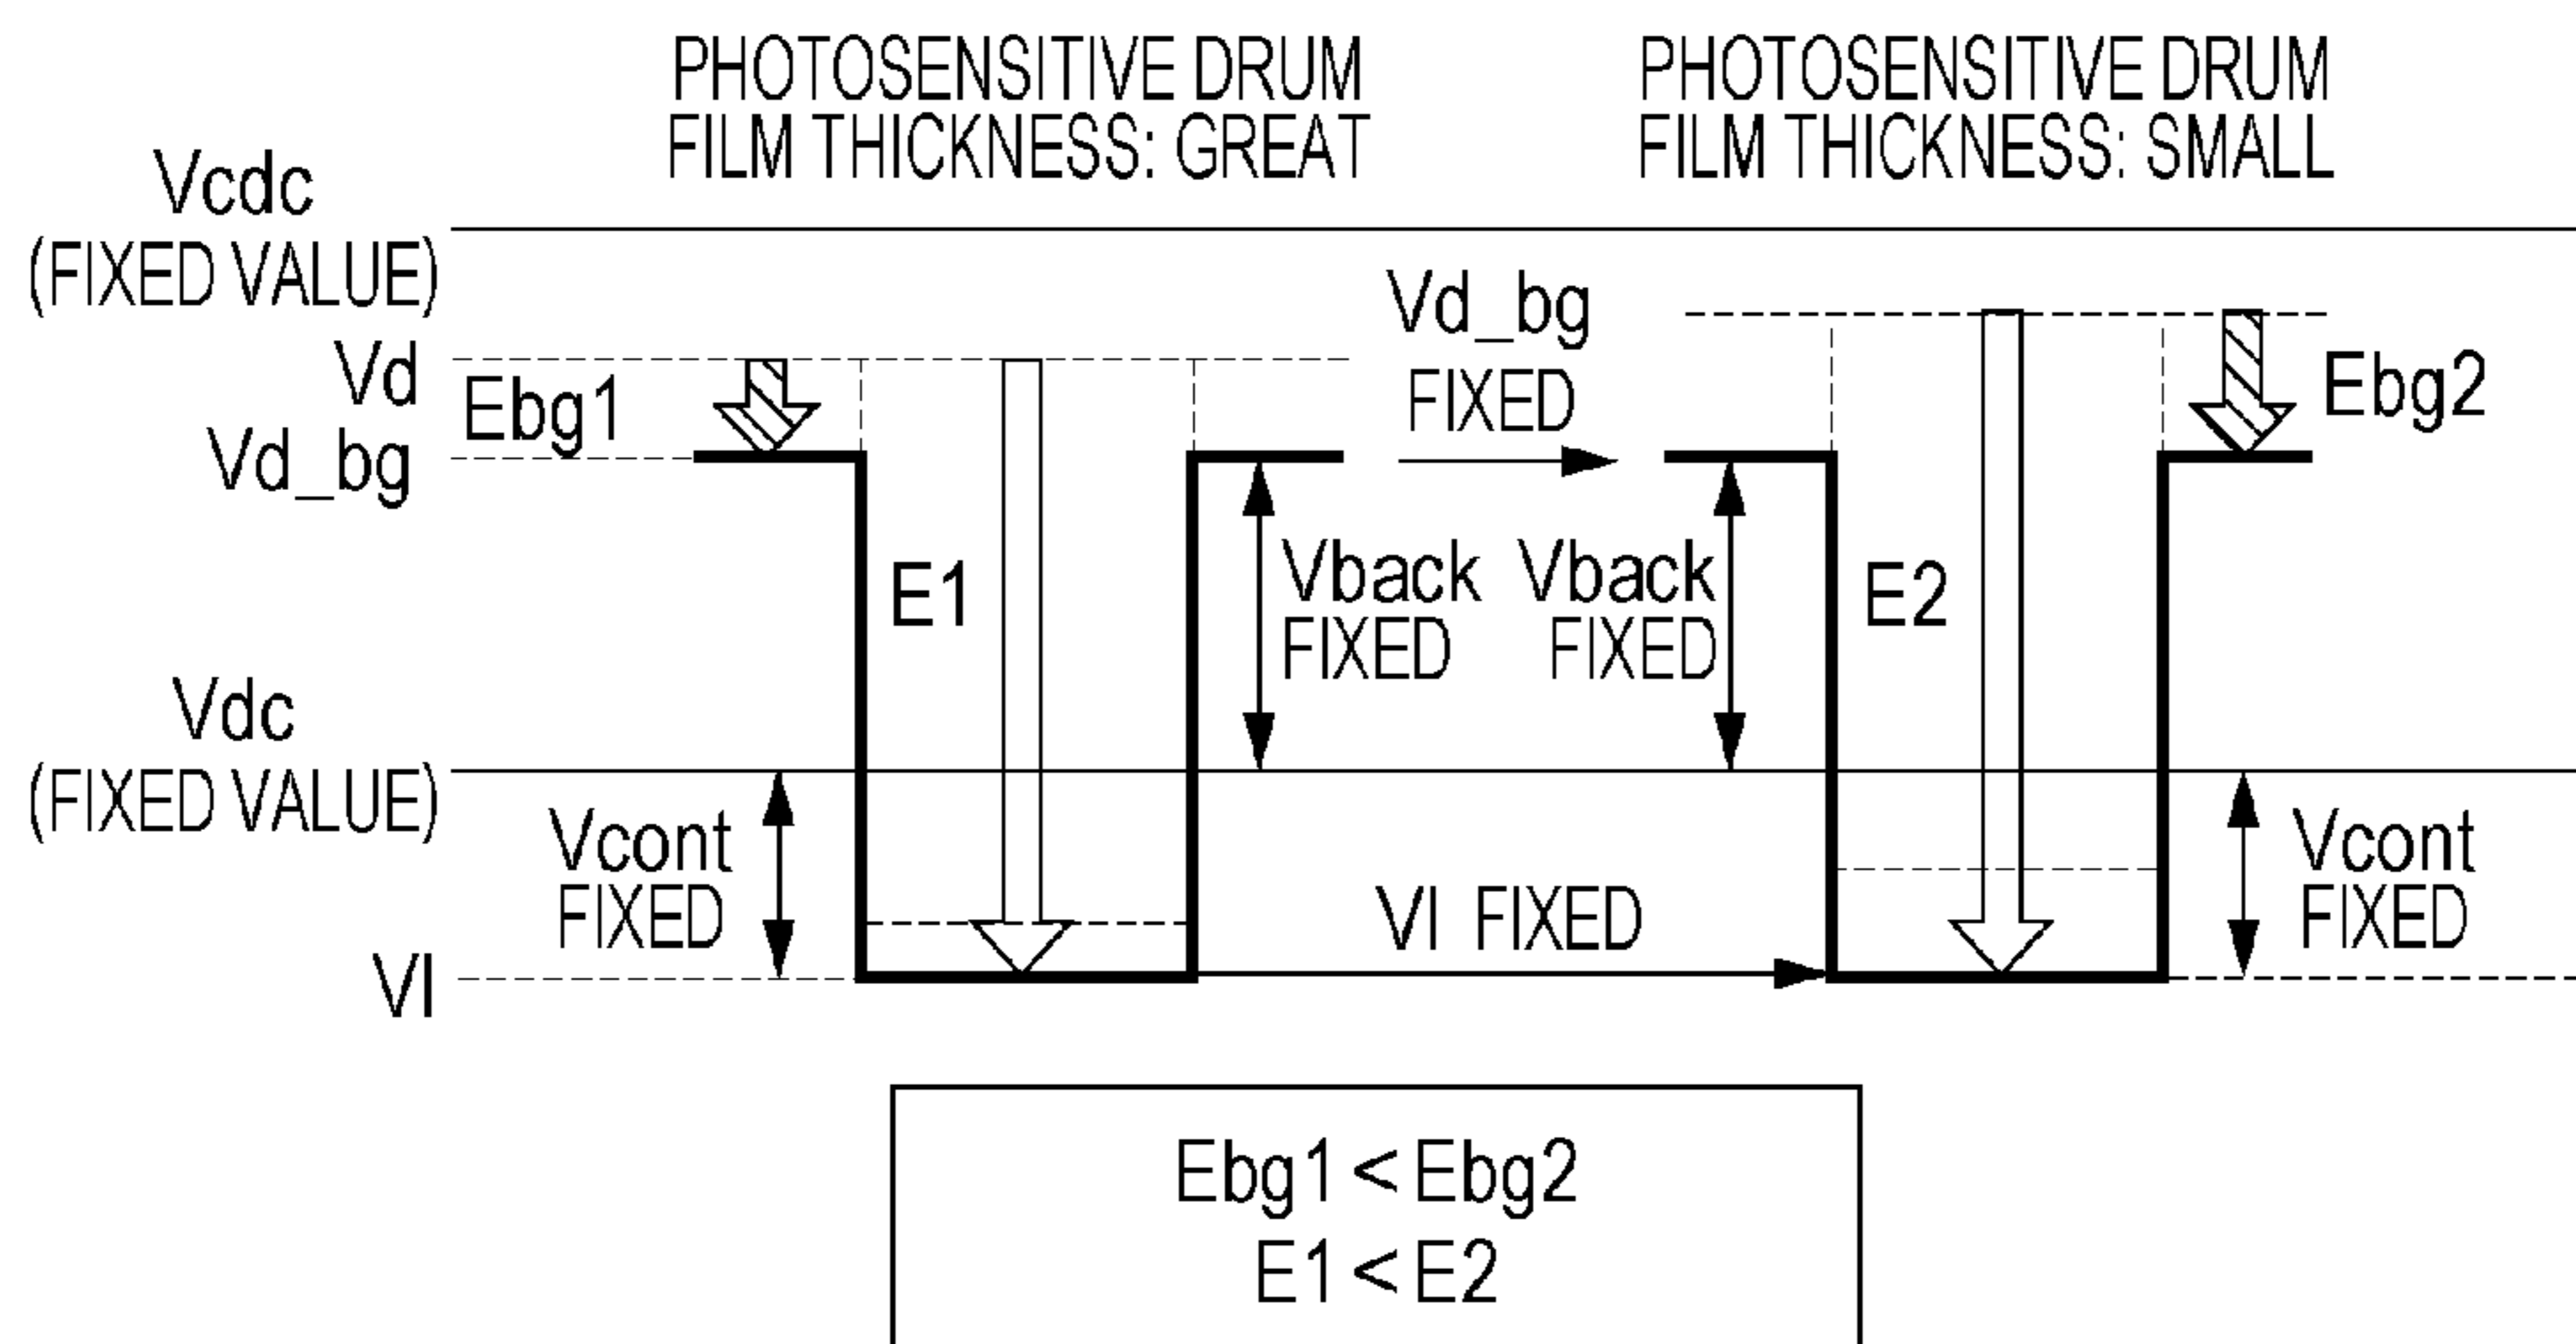 PHOTOSENSITIVE DRUM
FILM THICKNESS: GREAT
PHOTOSENSITIVE DRUM
FILM THICKNESS: SMALL
Vcdc
(FIXED VALUE)
Vd
Ebg1
Vd_bg
Vd_bg
FIXED
Ebg2
E1
Vback
FIXED
Vback
FIXED
E2
Vdc
(FIXED VALUE)
Vcont
FIXED
Vl FIXED
Vcont
FIXED
Vl
Ebg1 < Ebg2
E1 < E2